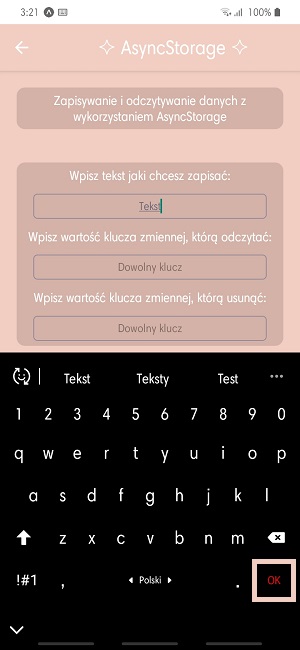 3:21 100%
AsyncStorage
Zapisywanie i odczytywanie danych z
wykorzystaniem AsyncStorage
Wpisz tekst jaki chcesz zapisać:
Tekst
Wpisz wartość klucza zmiennej, którą odczytać:
Dowolny klucz
Wpisz wartość klucza zmiennej, którą usunąć:
Dowolny klucz
Tekst Teksty Test
1 2 3 4 5 6 7 8 9 0
q w e r t y u i o p
a s d f g h j k l
z x c v b n m
!#1 , Polski . OK